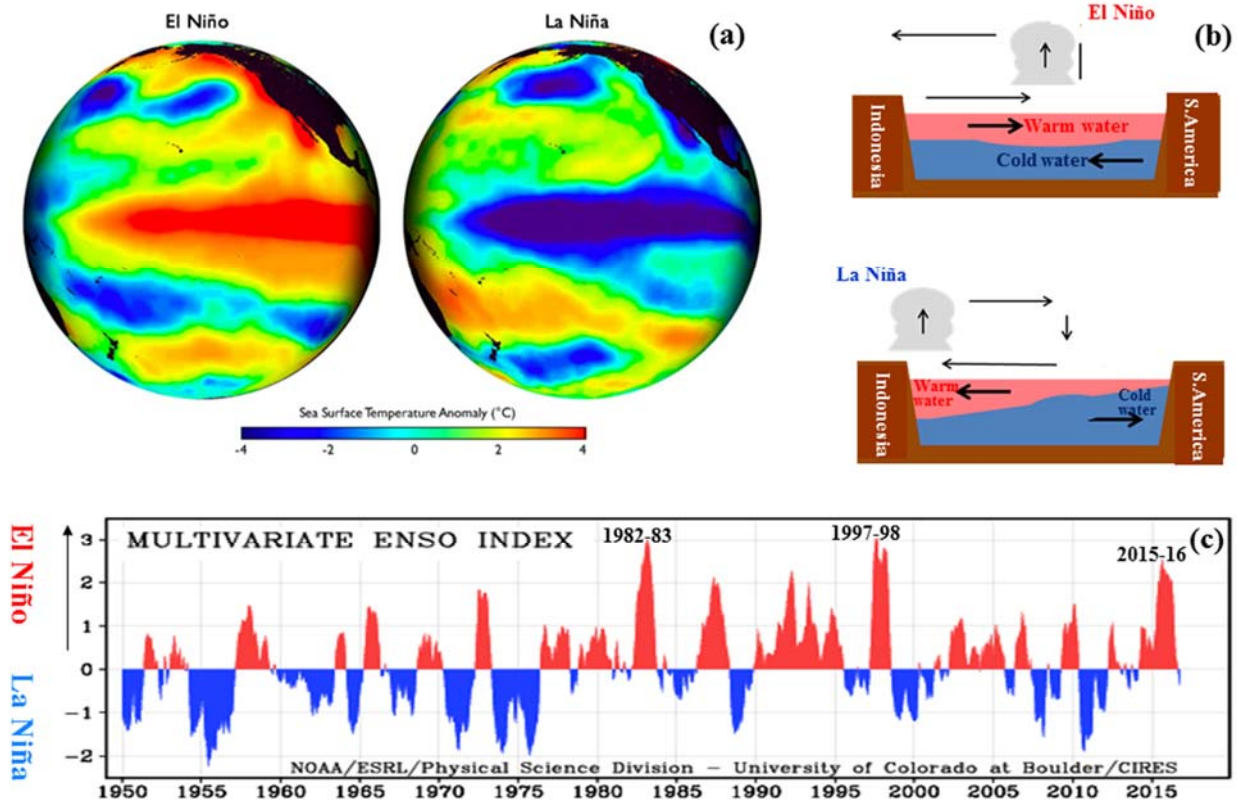 El Niño
La Niña
(a)
Sea Surface Temperature Anomaly (°C)
-4 -2 0 2 4
El Niño
(b)
Indonesia
S.America
Warm water
Cold water
La Niña
Indonesia
S.America
Warm
water
Cold
water
El Niño
La Niña
MULTIVARIATE ENSO INDEX
1982-83
1997-98
2015-16
(c)
3
2
1
0
−1
−2
NOAA/ESRL/Physical Science Division − University of Colorado at Boulder/CIRES
1950 1955 1960 1965 1970 1975 1980 1985 1990 1995 2000 2005 2010 2015